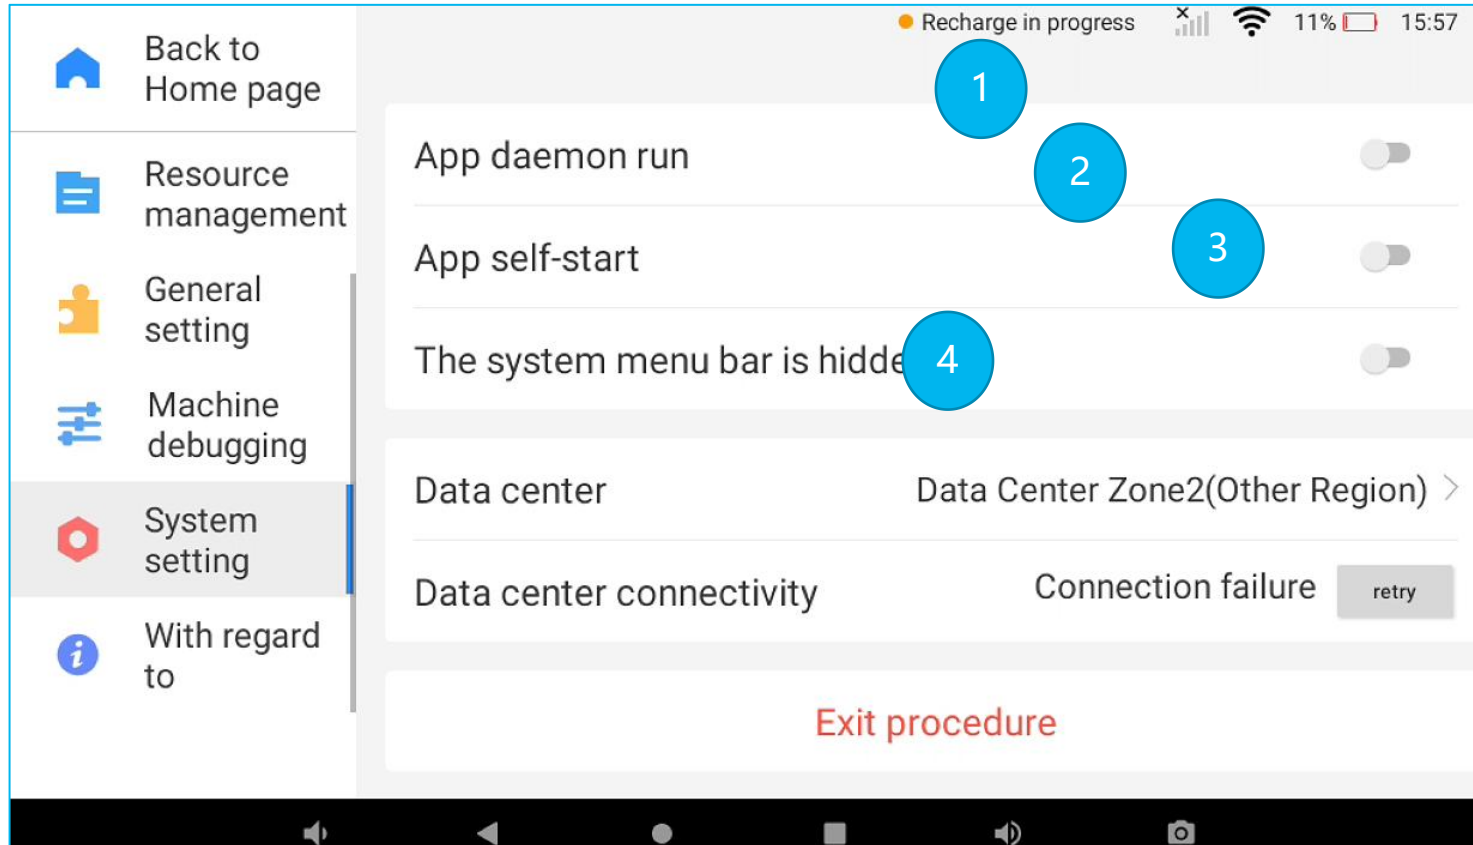 Recharge in progress 11% 15:57
Back to
Home page
Resource
management
General
setting
Machine
debugging
System
setting
With regard
to
1
App daemon run
2
App self-start
3
The system menu bar is hidde
4
Data center Data Center Zone2(Other Region)
Data center connectivity Connection failure retry
Exit procedure